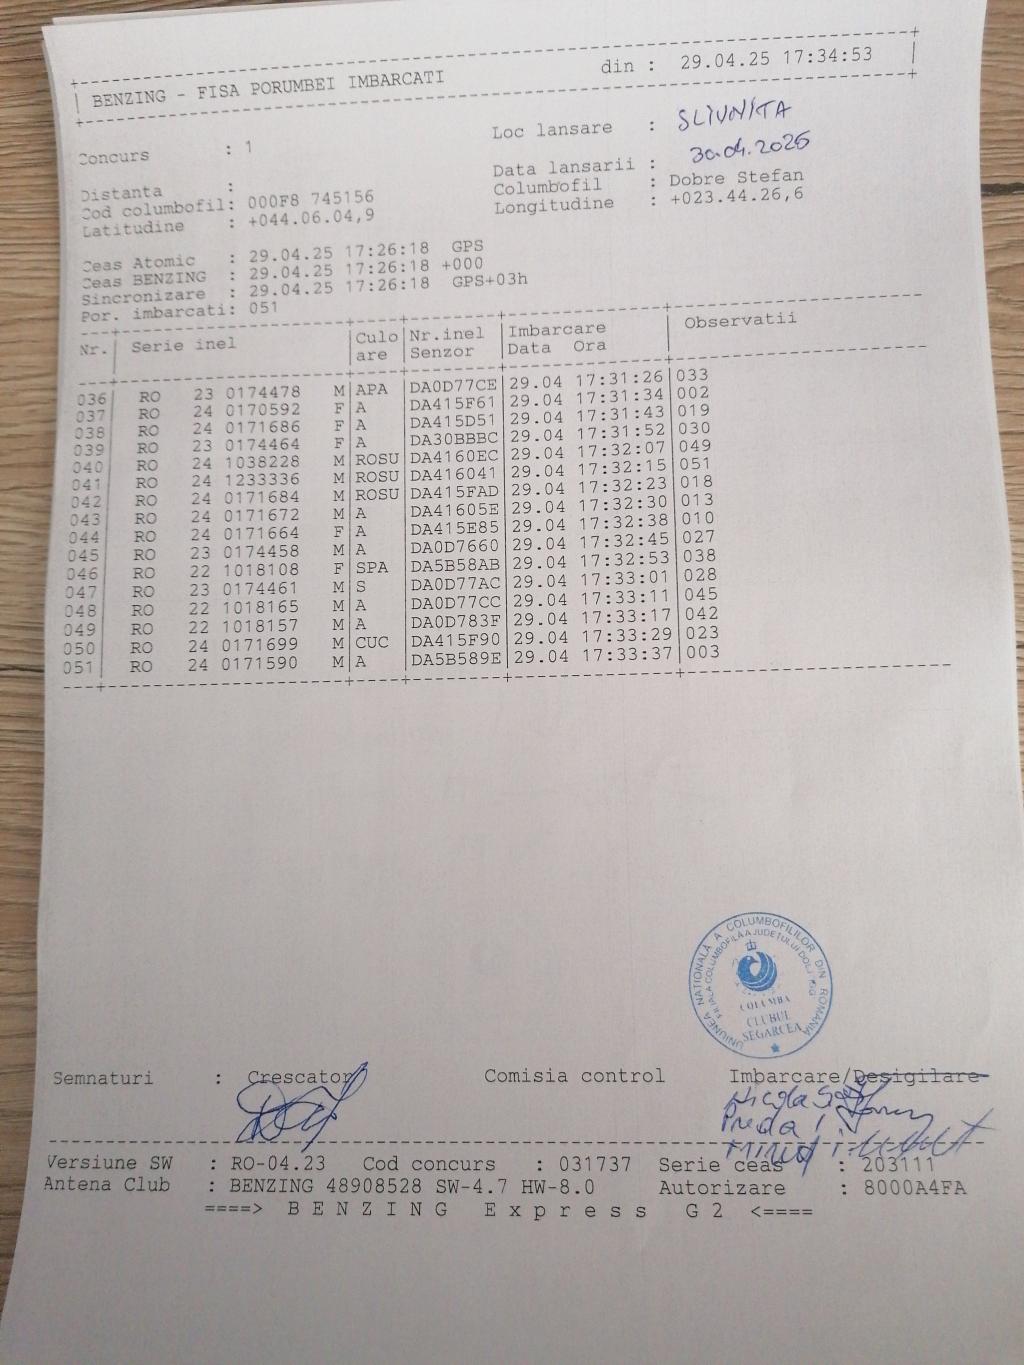 BENZING - FISA PORUMBEI IMBARCATI din : 29.04.25 17:34:53
Concurs : 1 Loc lansare : SLIVNITA
Data lansarii : 30.04.2025
Distanta : Columbofil : Dobre Stefan
Cod columbofil: 000F8 745156 Longitudine : +023.44.26,6
Latitudine : +044.06.04,9
Ceas Atomic : 29.04.25 17:26:18 GPS
Ceas BENZING : 29.04.25 17:26:18 +000
Sincronizare : 29.04.25 17:26:18 GPS+03h
Por. imbarcati: 051
Nr. Serie inel Culo Nr.inel Imbarcare Observatii
are Senzor Data Ora
036 RO 23 0174478 M APA DA0D77CE 29.04 17:31:26 033
037 RO 24 0170592 F A DA415F61 29.04 17:31:34 002
038 RO 24 0171686 F A DA415D51 29.04 17:31:43 019
039 RO 23 0174464 F A DA30BBBC 29.04 17:31:52 030
040 RO 24 1038228 M ROSU DA4160EC 29.04 17:32:07 049
041 RO 24 1233336 M ROSU DA416041 29.04 17:32:15 051
042 RO 24 0171684 M ROSU DA415FAD 29.04 17:32:23 018
043 RO 24 0171672 M A DA41605E 29.04 17:32:30 013
044 RO 24 0171664 F A DA415E85 29.04 17:32:38 010
045 RO 23 0174458 M A DA0D7660 29.04 17:32:45 027
046 RO 22 1018108 F SPA DA5B58AB 29.04 17:32:53 038
047 RO 23 0174461 M S DA0D77AC 29.04 17:33:01 028
048 RO 22 1018165 M A DA0D77CC 29.04 17:33:11 045
049 RO 22 1018157 M A DA0D783F 29.04 17:33:17 042
050 RO 24 0171699 M CUC DA415F90 29.04 17:33:29 023
051 RO 24 0171590 M A DA5B589E 29.04 17:33:37 003
UNIUNEA NATIONALĂ A COLUMBOFILILOR DIN ROMANIA
FILIALA COLUMBOFILĂ A JUDETULUI DOLJ
COLUMBA
CLUBUL
SEGARCEA
Semnaturi : Crescator Comisia control Imbarcare/Desigilare
Preda
Versiune SW : RO-04.23 Cod concurs : 031737 Serie ceas : 203111
Antena Club : BENZING 48908528 SW-4.7 HW-8.0 Autorizare : 8000A4FA
====> BENZING Express G2 <====